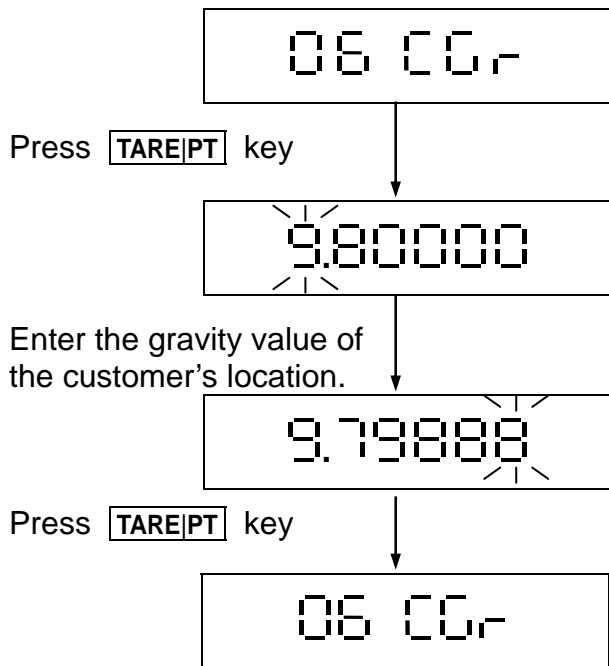 06 CGr
Press TARE|PT key
9.80000
Enter the gravity value of
the customer's location.
9.79888
Press TARE|PT key
06 CGr